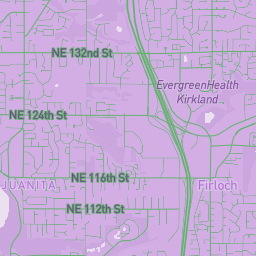 NE 132nd St
EvergreenHealth
Kirkland
NE 124th St
NE 116th St
JUANITA
Firloch
NE 112th St